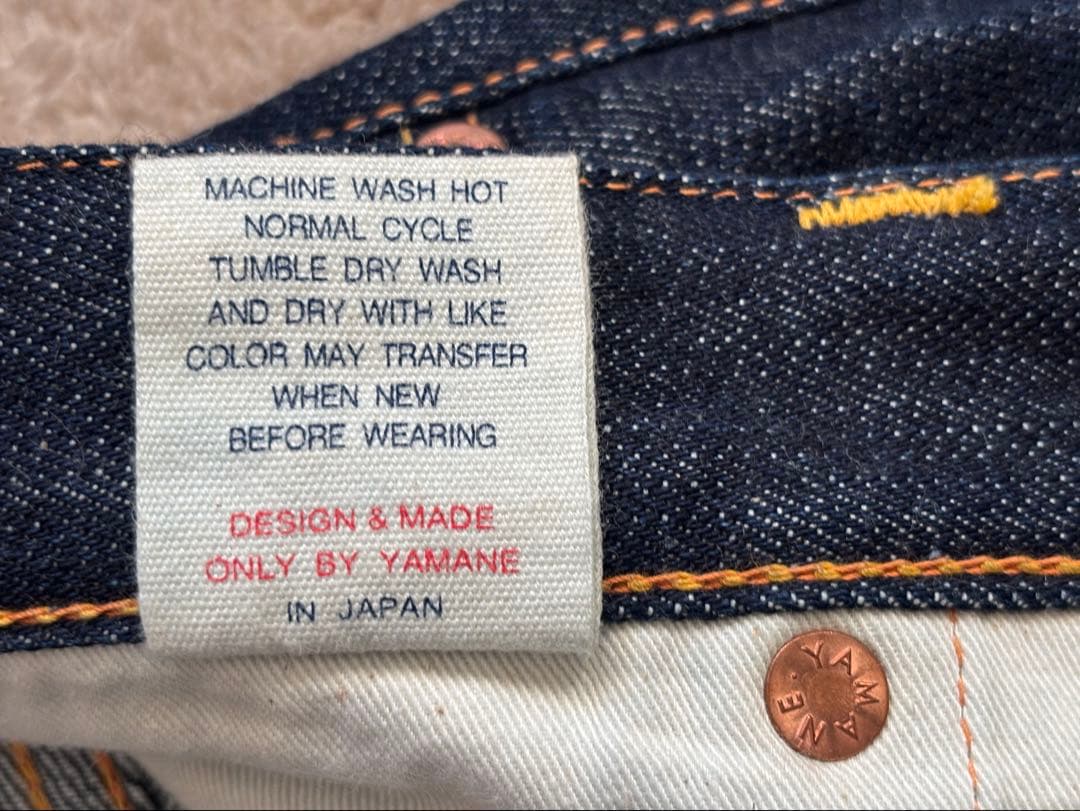 MACHINE WASH HOT
NORMAL CYCLE
TUMBLE DRY WASH
AND DRY WITH LIKE
COLOR MAY TRANSFER
WHEN NEW
BEFORE WEARING
DESIGN & MADE
ONLY BY YAMANE
IN JAPAN
YAMANE